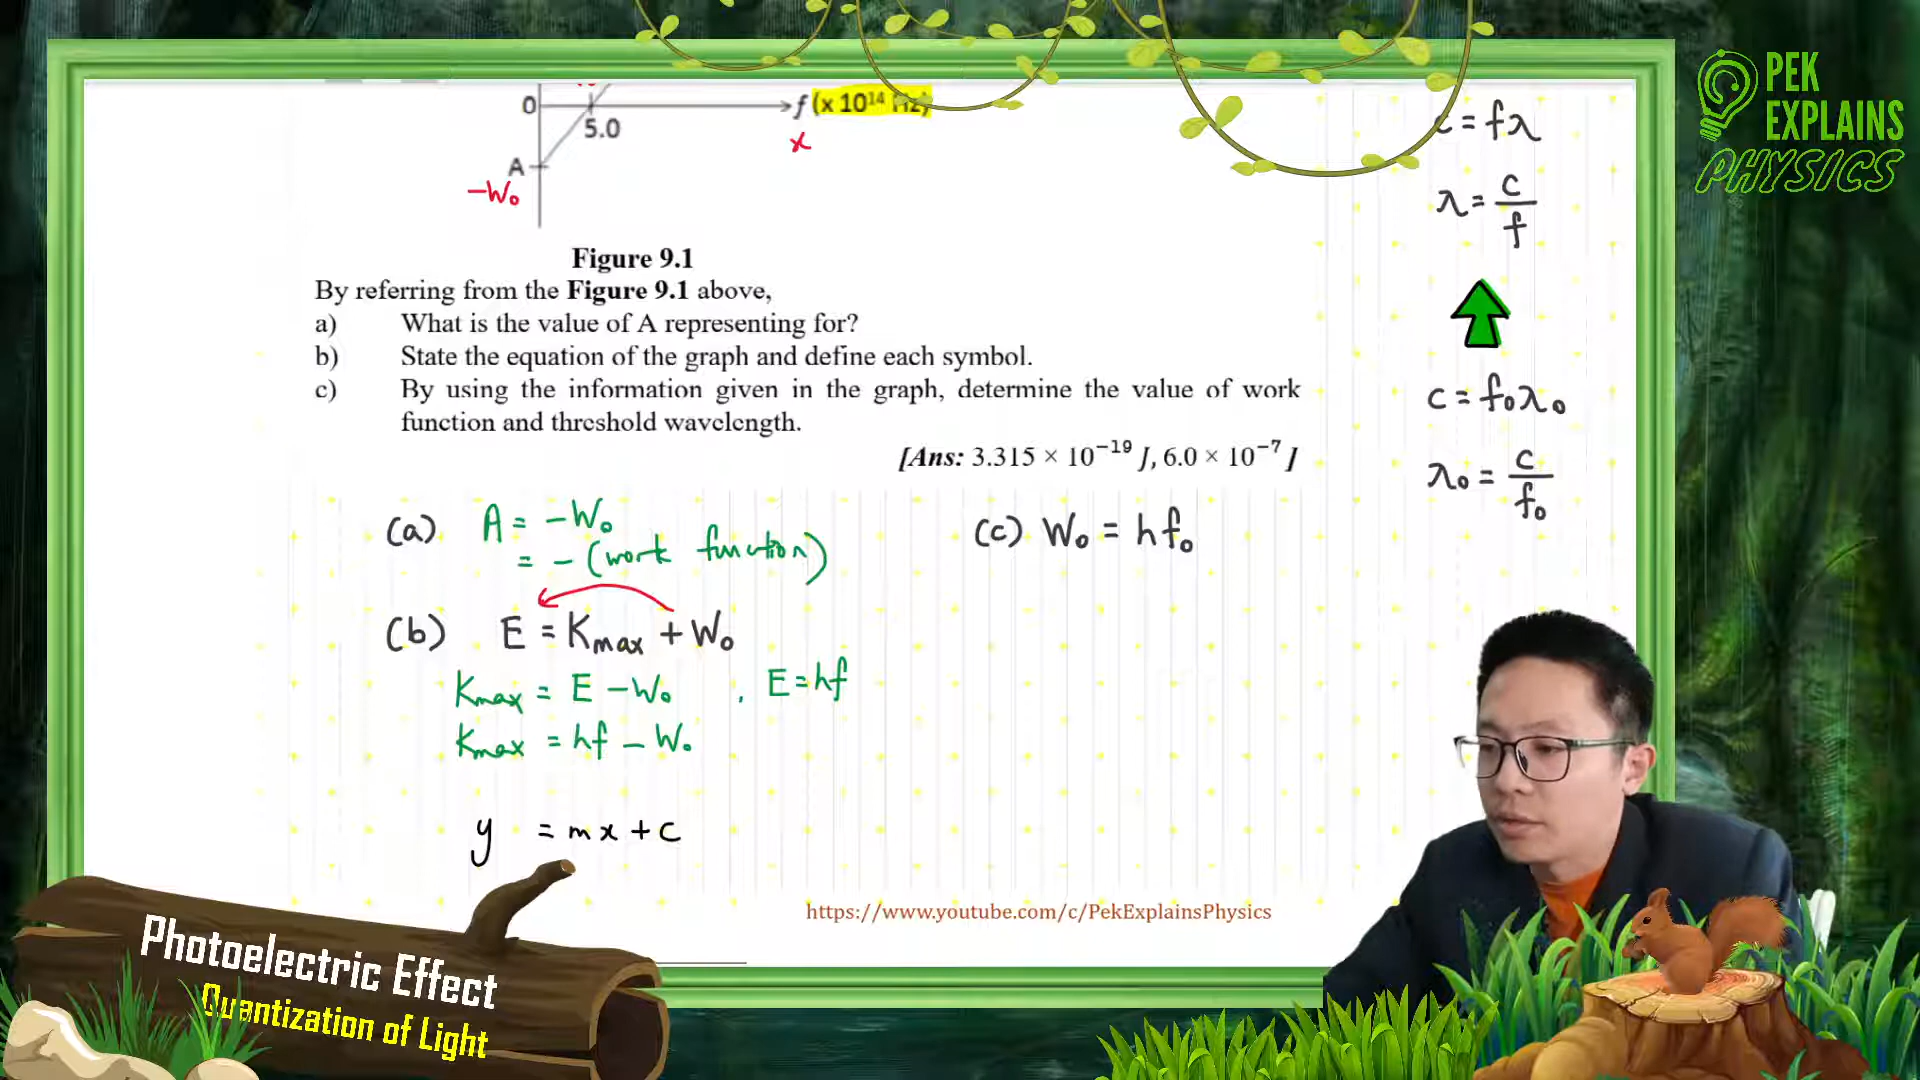 PEK
EXPLAINS
PHYSICS
0
5.0
f (x 10¹⁴ Hz)
x
A
-W₀
Figure 9.1
By referring from the Figure 9.1 above,
a) What is the value of A representing for?
b) State the equation of the graph and define each symbol.
c) By using the information given in the graph, determine the value of work
function and threshold wavelength.
[Ans: 3.315 × 10⁻¹⁹ J, 6.0 × 10⁻⁷ ]
(a) A = -W₀
= - (work function)
(b) E = Kmax + W₀
Kmax = E - W₀ , E = hf
Kmax = hf - W₀
y = mx + c
(c) W₀ = hf₀
c = fλ
λ = c/f
c = f₀λ₀
λ₀ = c/f₀
https://www.youtube.com/c/PekExplainsPhysics
Photoelectric Effect
Quantization of Light